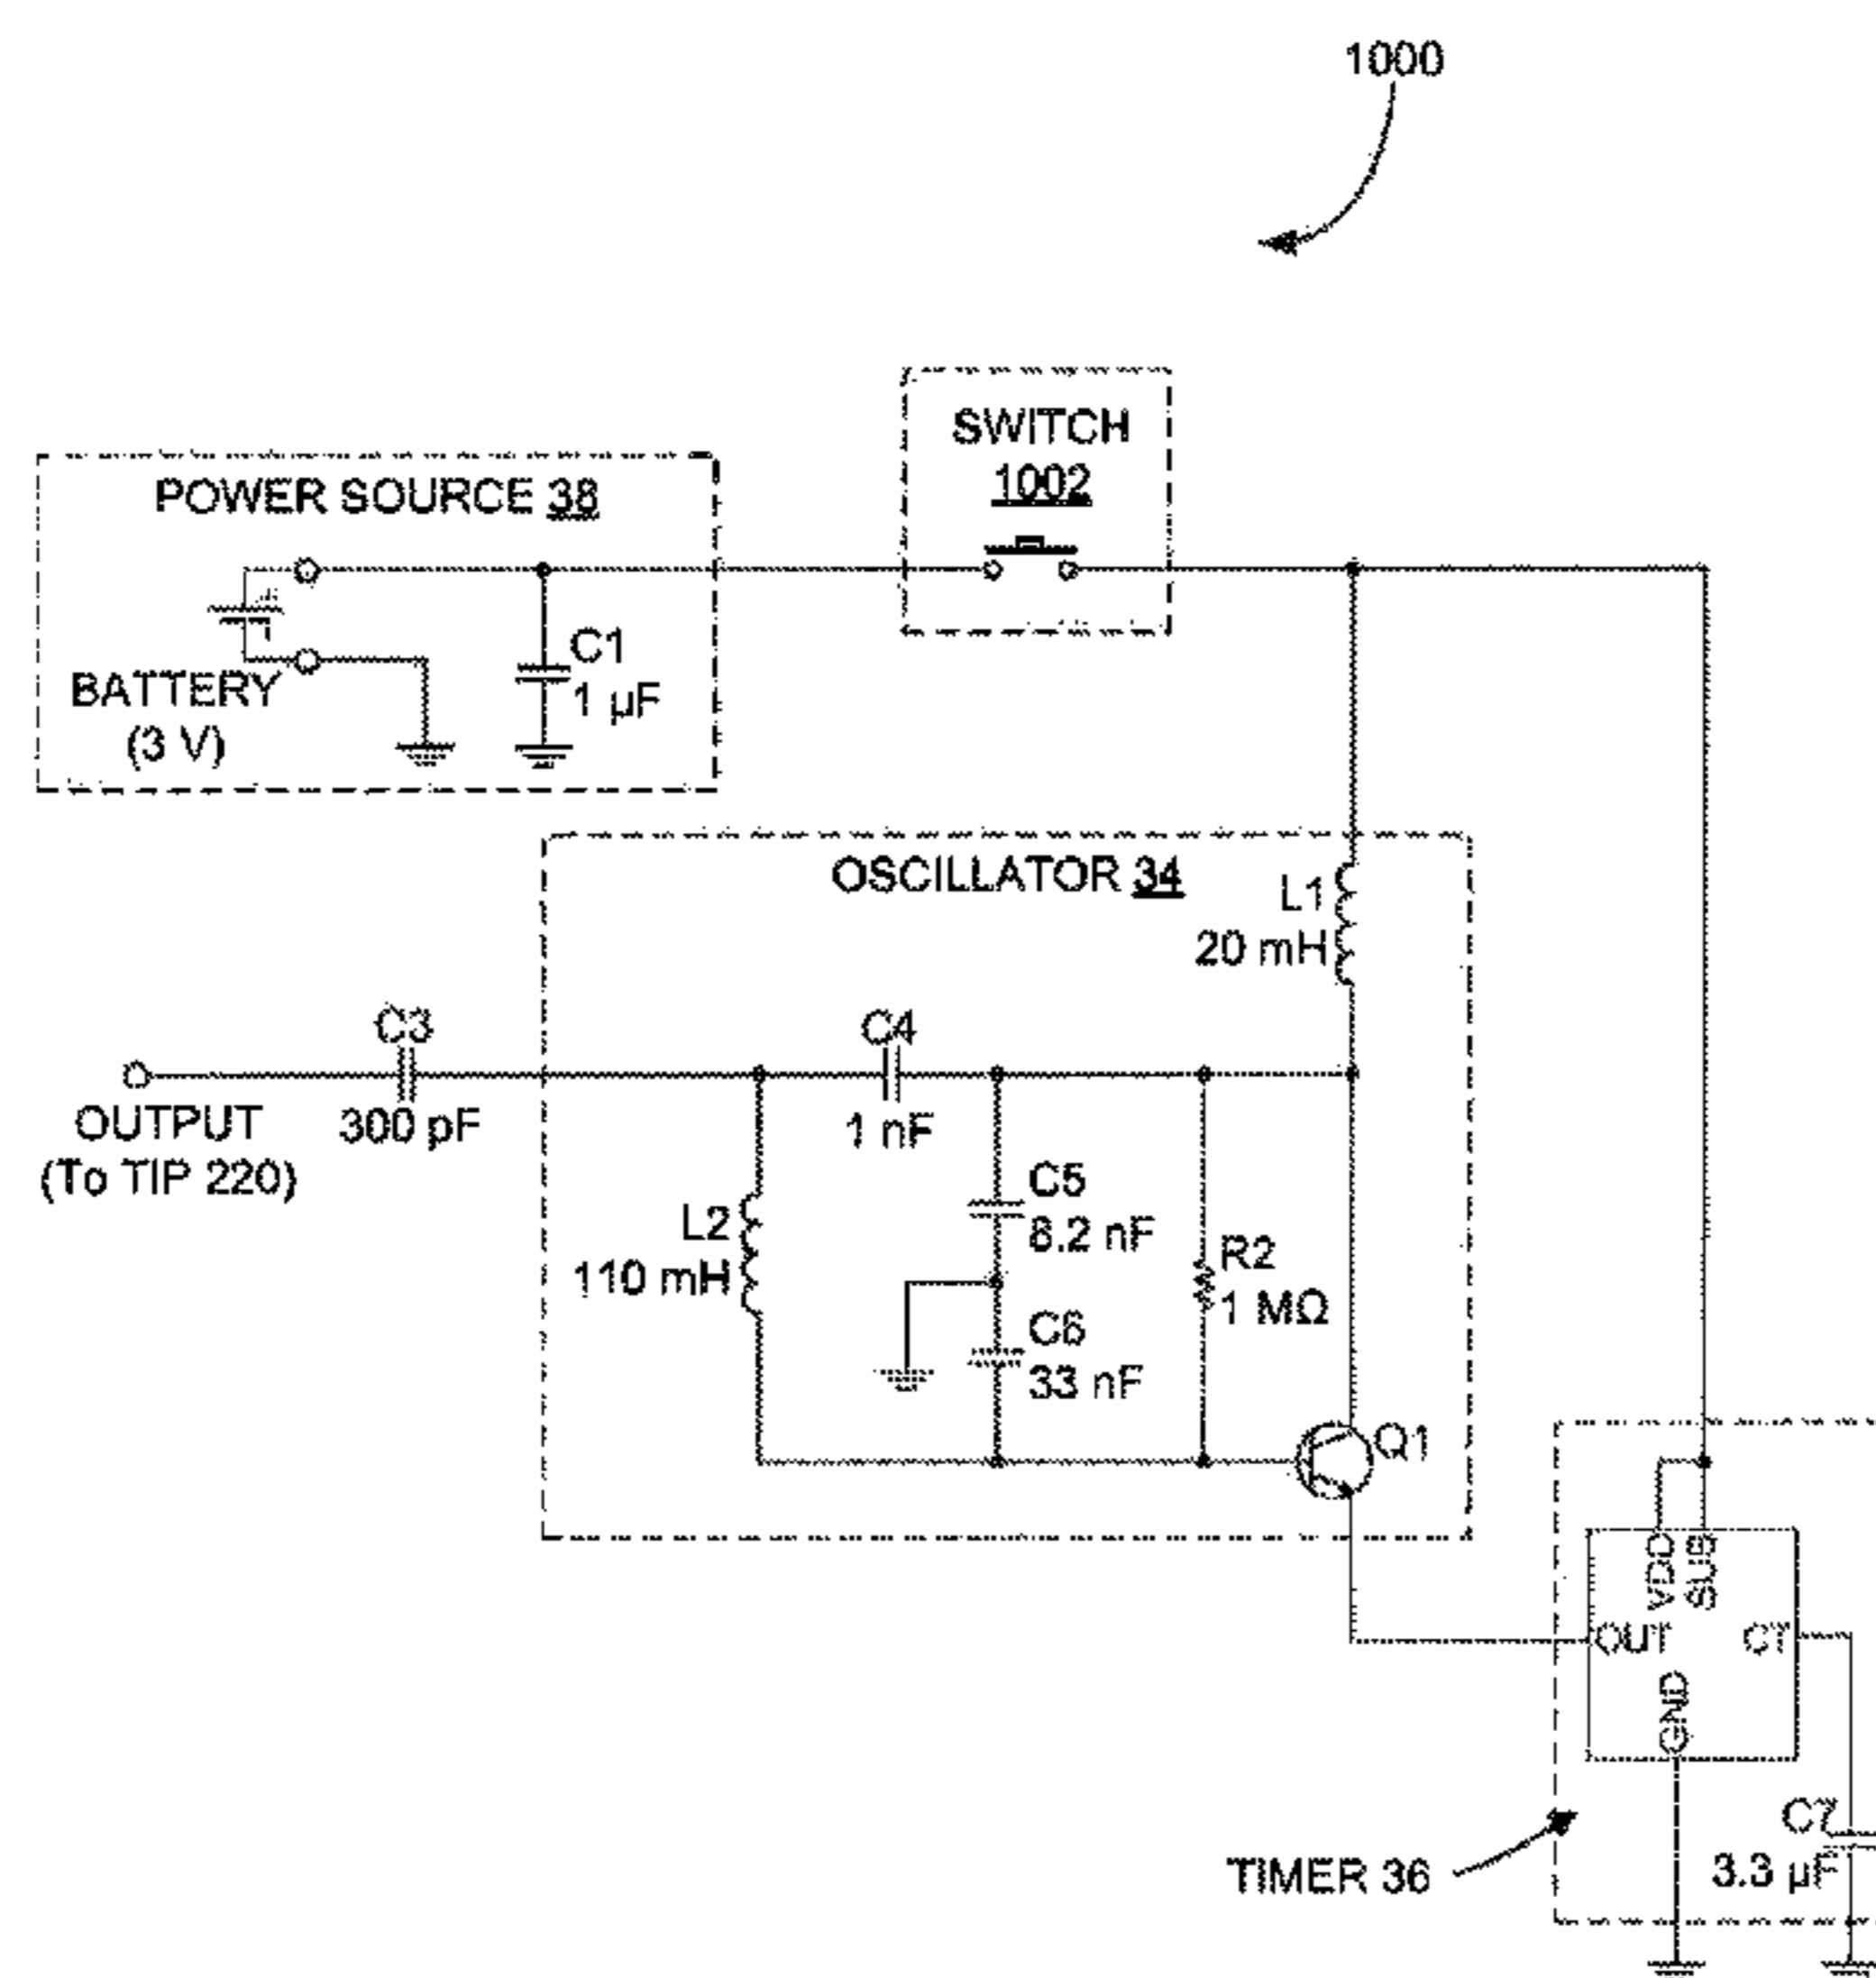 1000
SWITCH
1002
POWER SOURCE 38
C1
1 µF
BATTERY
(3 V)
OSCILLATOR 34
L1
20 mH
C3
300 pF
C4
1 nF
OUTPUT
(To TIP 220)
C5
8.2 nF
L2
110 mH
R2
1 MΩ
C6
33 nF
Q1
VDD
SUB
OUT
CT
GND
C7
3.3 µF
TIMER 36